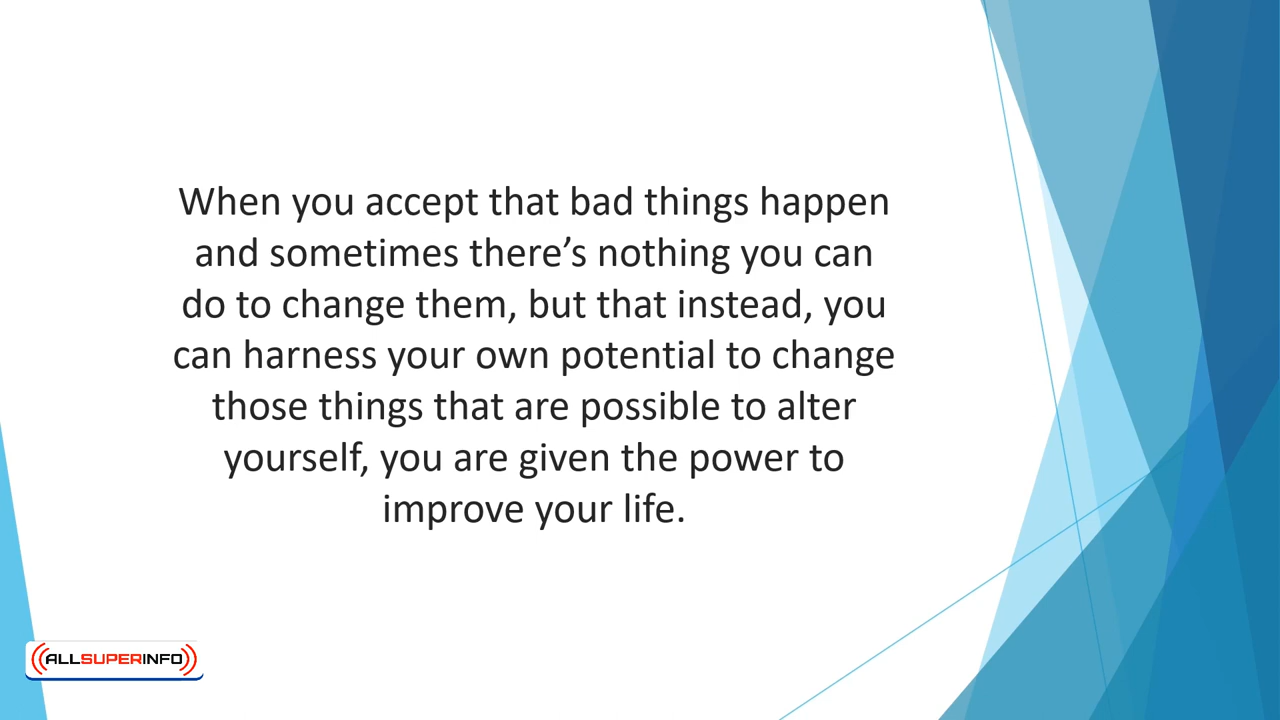 When you accept that bad things happen
and sometimes there’s nothing you can
do to change them, but that instead, you
can harness your own potential to change
those things that are possible to alter
yourself, you are given the power to
improve your life.
ALLSUPERINFO